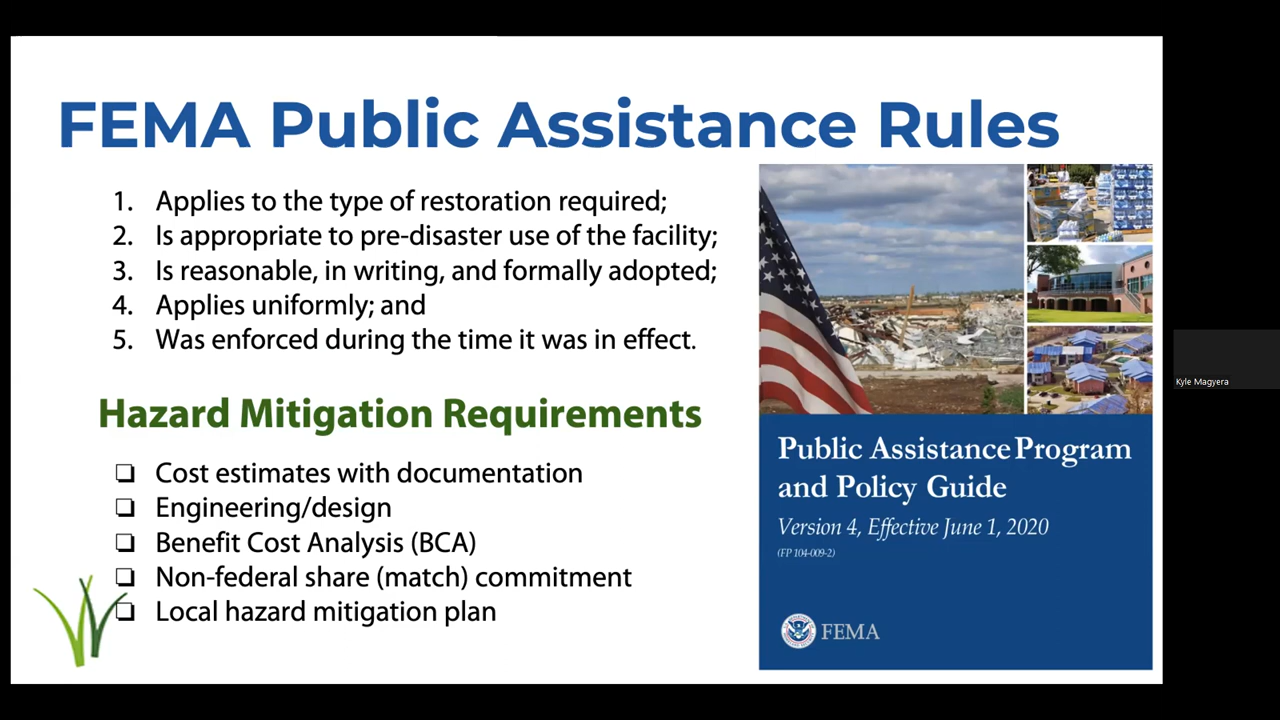 FEMA Public Assistance Rules
1. Applies to the type of restoration required;
2. Is appropriate to pre-disaster use of the facility;
3. Is reasonable, in writing, and formally adopted;
4. Applies uniformly; and
5. Was enforced during the time it was in effect.
Hazard Mitigation Requirements
❑ Cost estimates with documentation
❑ Engineering/design
❑ Benefit Cost Analysis (BCA)
❑ Non-federal share (match) commitment
❑ Local hazard mitigation plan
Public Assistance Program
and Policy Guide
Version 4, Effective June 1, 2020
(FP 104-009-2)
FEMA
Kyle Magyera